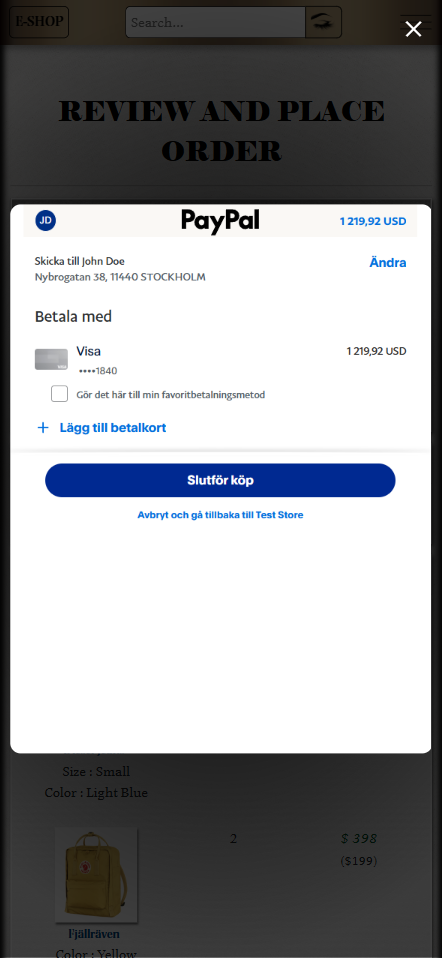 E-SHOP
Search...
REVIEW AND PLACE
ORDER
JD
PayPal
1 219,92 USD
Skicka till John Doe
Ändra
Nybrogatan 38, 11440 STOCKHOLM
Betala med
Visa
1 219,92 USD
••••1840
Gör det här till min favoritbetalningsmetod
+ Lägg till betalkort
Slutför köp
Avbryt och gå tillbaka till Test Store
Size : Small
Color : Light Blue
2
$ 398
($199)
Fjällräven
Color : Yellow